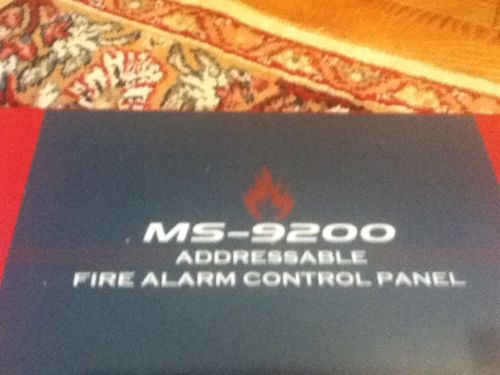 MS-9200
ADDRESSABLE
FIRE ALARM CONTROL PANEL